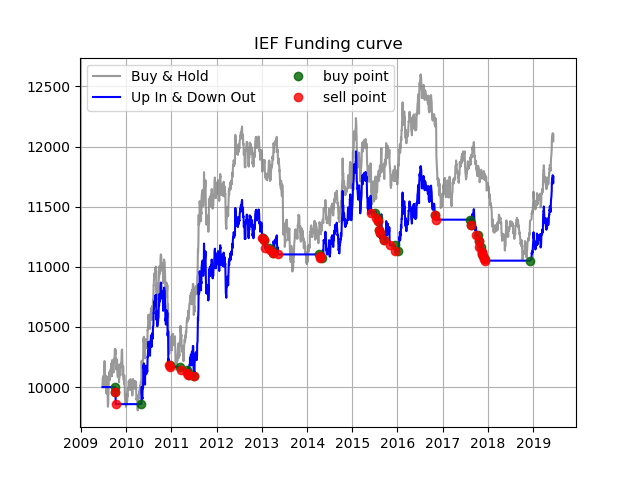 IEF Funding curve
Buy & Hold
Up In & Down Out
buy point
sell point
12500
12000
11500
11000
10500
10000
2009 2010 2011 2012 2013 2014 2015 2016 2017 2018 2019